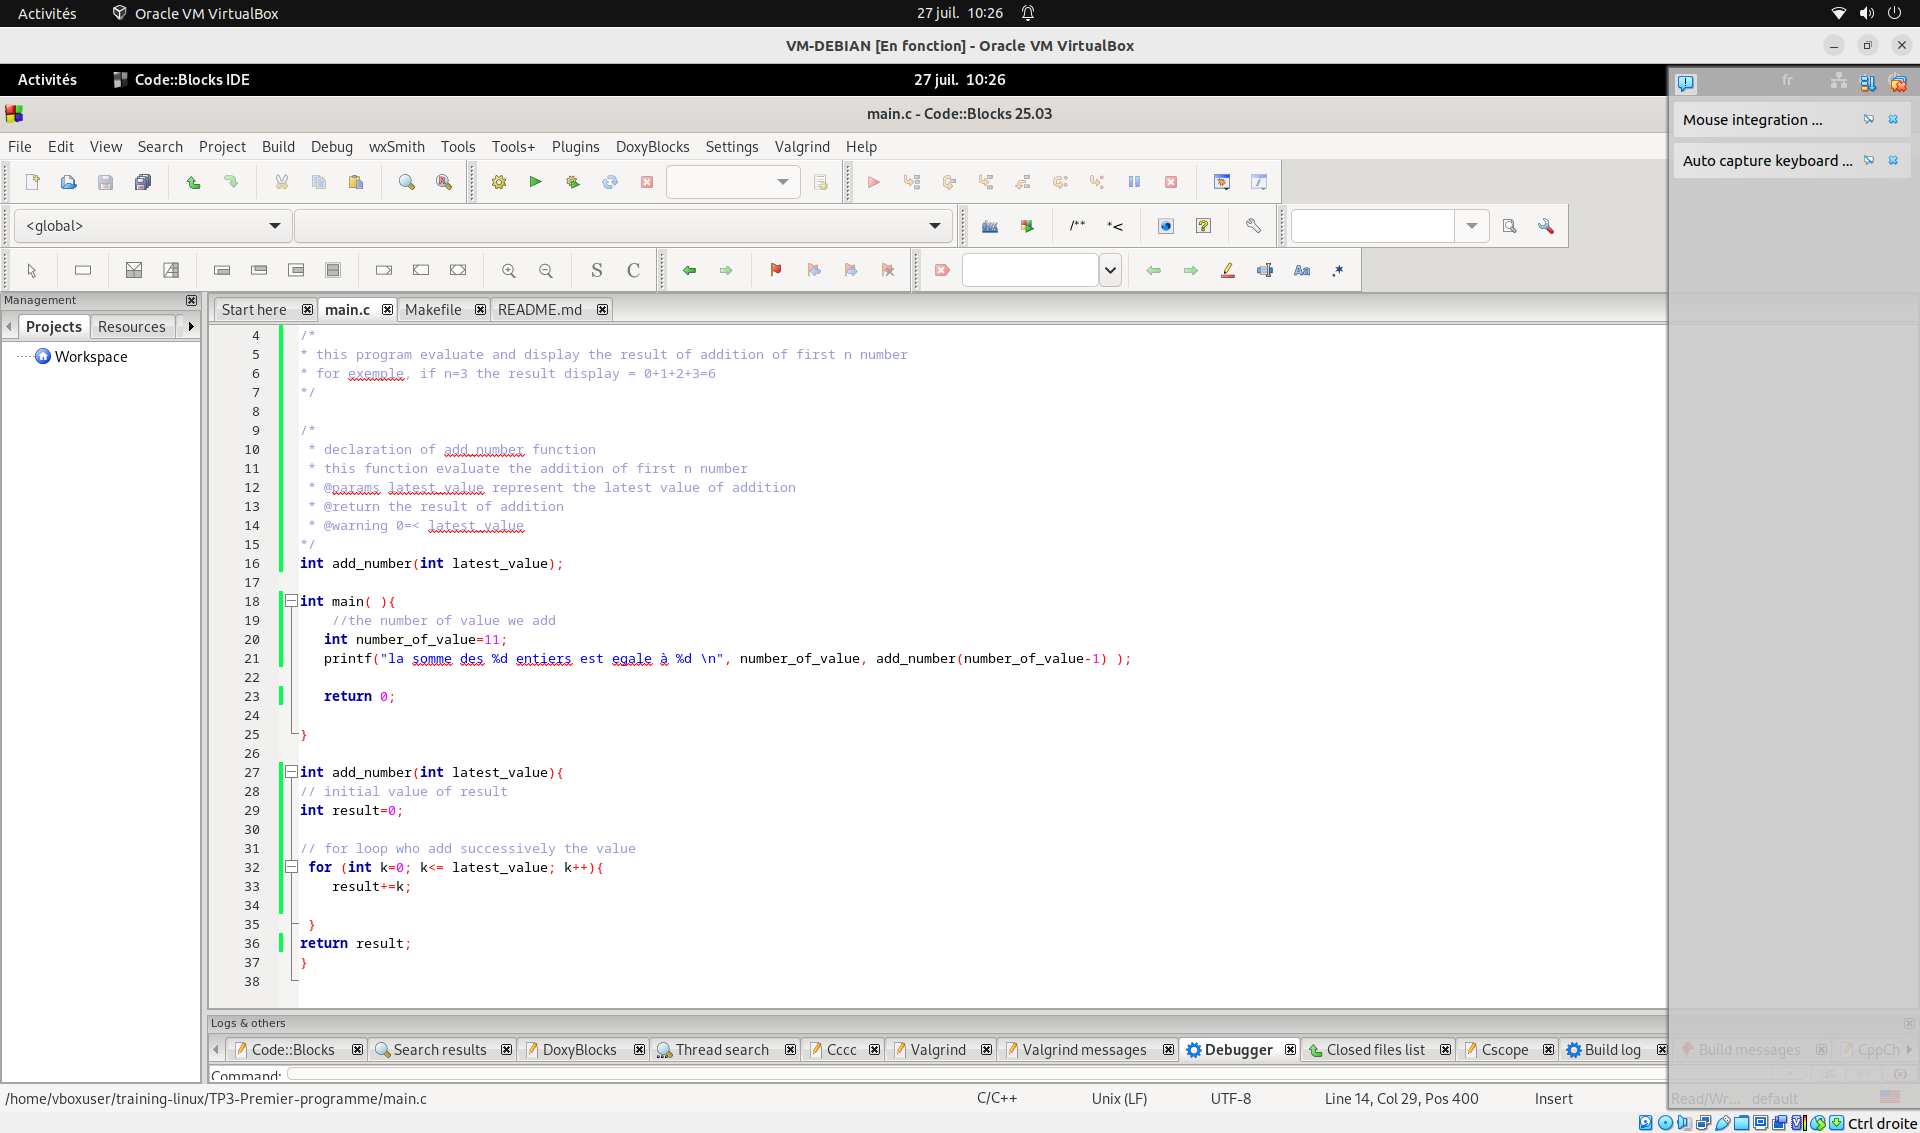 Activités Oracle VM VirtualBox 27 juil. 10:26
VM-DEBIAN [En fonction] - Oracle VM VirtualBox
Activités Code::Blocks IDE 27 juil. 10:26 fr
main.c - Code::Blocks 25.03
Mouse integration ...
Auto capture keyboard ...
File Edit View Search Project Build Debug wxSmith Tools Tools+ Plugins DoxyBlocks Settings Valgrind Help
<global> /** *<
S C Aa .*
Management
Projects Resources
Workspace
Start here main.c Makefile README.md
4 /*
5 * this program evaluate and display the result of addition of first n number
6 * for exemple, if n=3 the result display = 0+1+2+3=6
7 */
8
9 /*
10 * declaration of add_number function
11 * this function evaluate the addition of first n number
12 * @params latest_value represent the latest value of addition
13 * @return the result of addition
14 * @warning 0=< latest_value
15 */
16 int add_number(int latest_value);
17
18 int main( ){
19 //the number of value we add
20 int number_of_value=11;
21 printf("la somme des %d entiers est egale à %d \n", number_of_value, add_number(number_of_value-1) );
22
23 return 0;
24
25 }
26
27 int add_number(int latest_value){
28 // initial value of result
29 int result=0;
30
31 // for loop who add successively the value
32 for (int k=0; k<= latest_value; k++){
33 result+=k;
34
35 }
36 return result;
37 }
38
Logs & others
Code::Blocks Search results DoxyBlocks Thread search Cccc Valgrind Valgrind messages Debugger Closed files list Cscope Build log Build messages CppCh
Command:
/home/vboxuser/training-linux/TP3-Premier-programme/main.c C/C++ Unix (LF) UTF-8 Line 14, Col 29, Pos 400 Insert Read/Wr... default
Ctrl droite